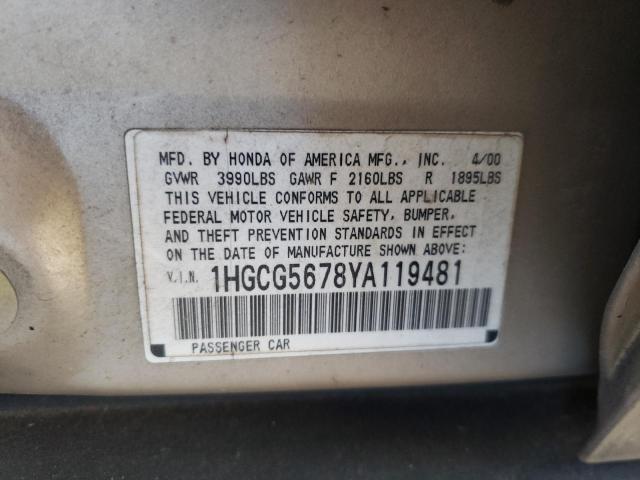 MFD. BY HONDA OF AMERICA MFG., INC. 4/00
GVWR 3990LBS GAWR F 2160LBS R 1895LBS
THIS VEHICLE CONFORMS TO ALL APPLICABLE
FEDERAL MOTOR VEHICLE SAFETY, BUMPER,
AND THEFT PREVENTION STANDARDS IN EFFECT
ON THE DATE OF MANUFACTURE SHOWN ABOVE:
V.I.N. 1HGCG5678YA119481
PASSENGER CAR